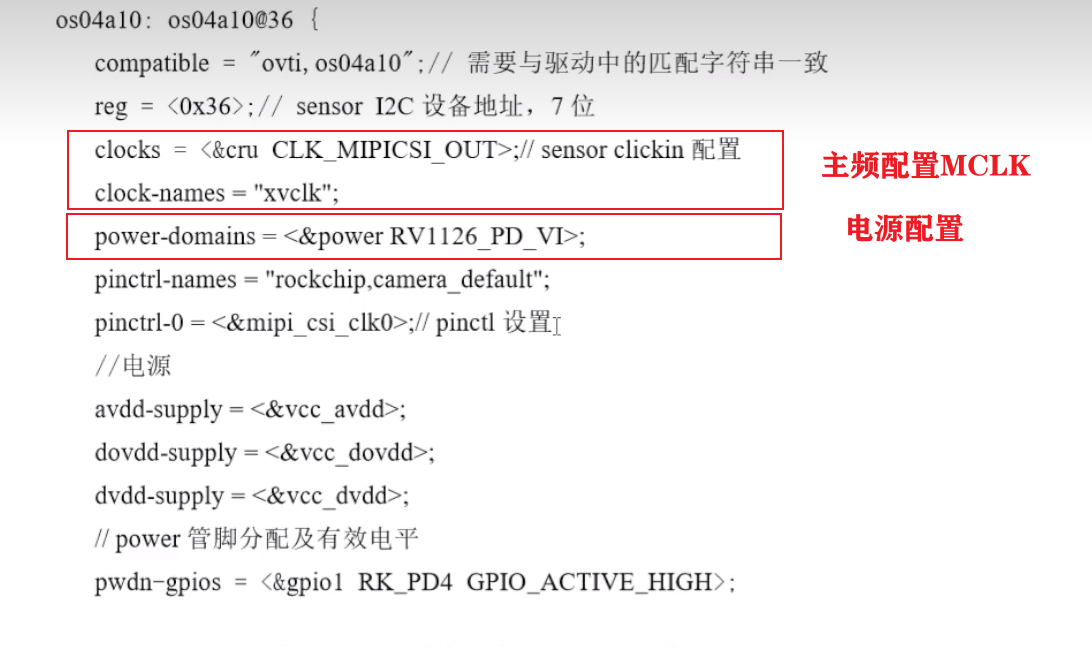 os04a10: os04a10@36 {
compatible = "ovti,os04a10";// 需要与驱动中的匹配字符串一致
reg = <0x36>;// sensor I2C 设备地址，7 位
clocks = <&cru CLK_MIPICSI_OUT>;// sensor clickin 配置
clock-names = "xvclk";
主频配置MCLK
power-domains = <&power RV1126_PD_VI>;
电源配置
pinctrl-names = "rockchip,camera_default";
pinctrl-0 = <&mipi_csi_clk0>;// pinctl 设置
//电源
avdd-supply = <&vcc_avdd>;
dovdd-supply = <&vcc_dovdd>;
dvdd-supply = <&vcc_dvdd>;
// power 管脚分配及有效电平
pwdn-gpios = <&gpio1 RK_PD4 GPIO_ACTIVE_HIGH>;